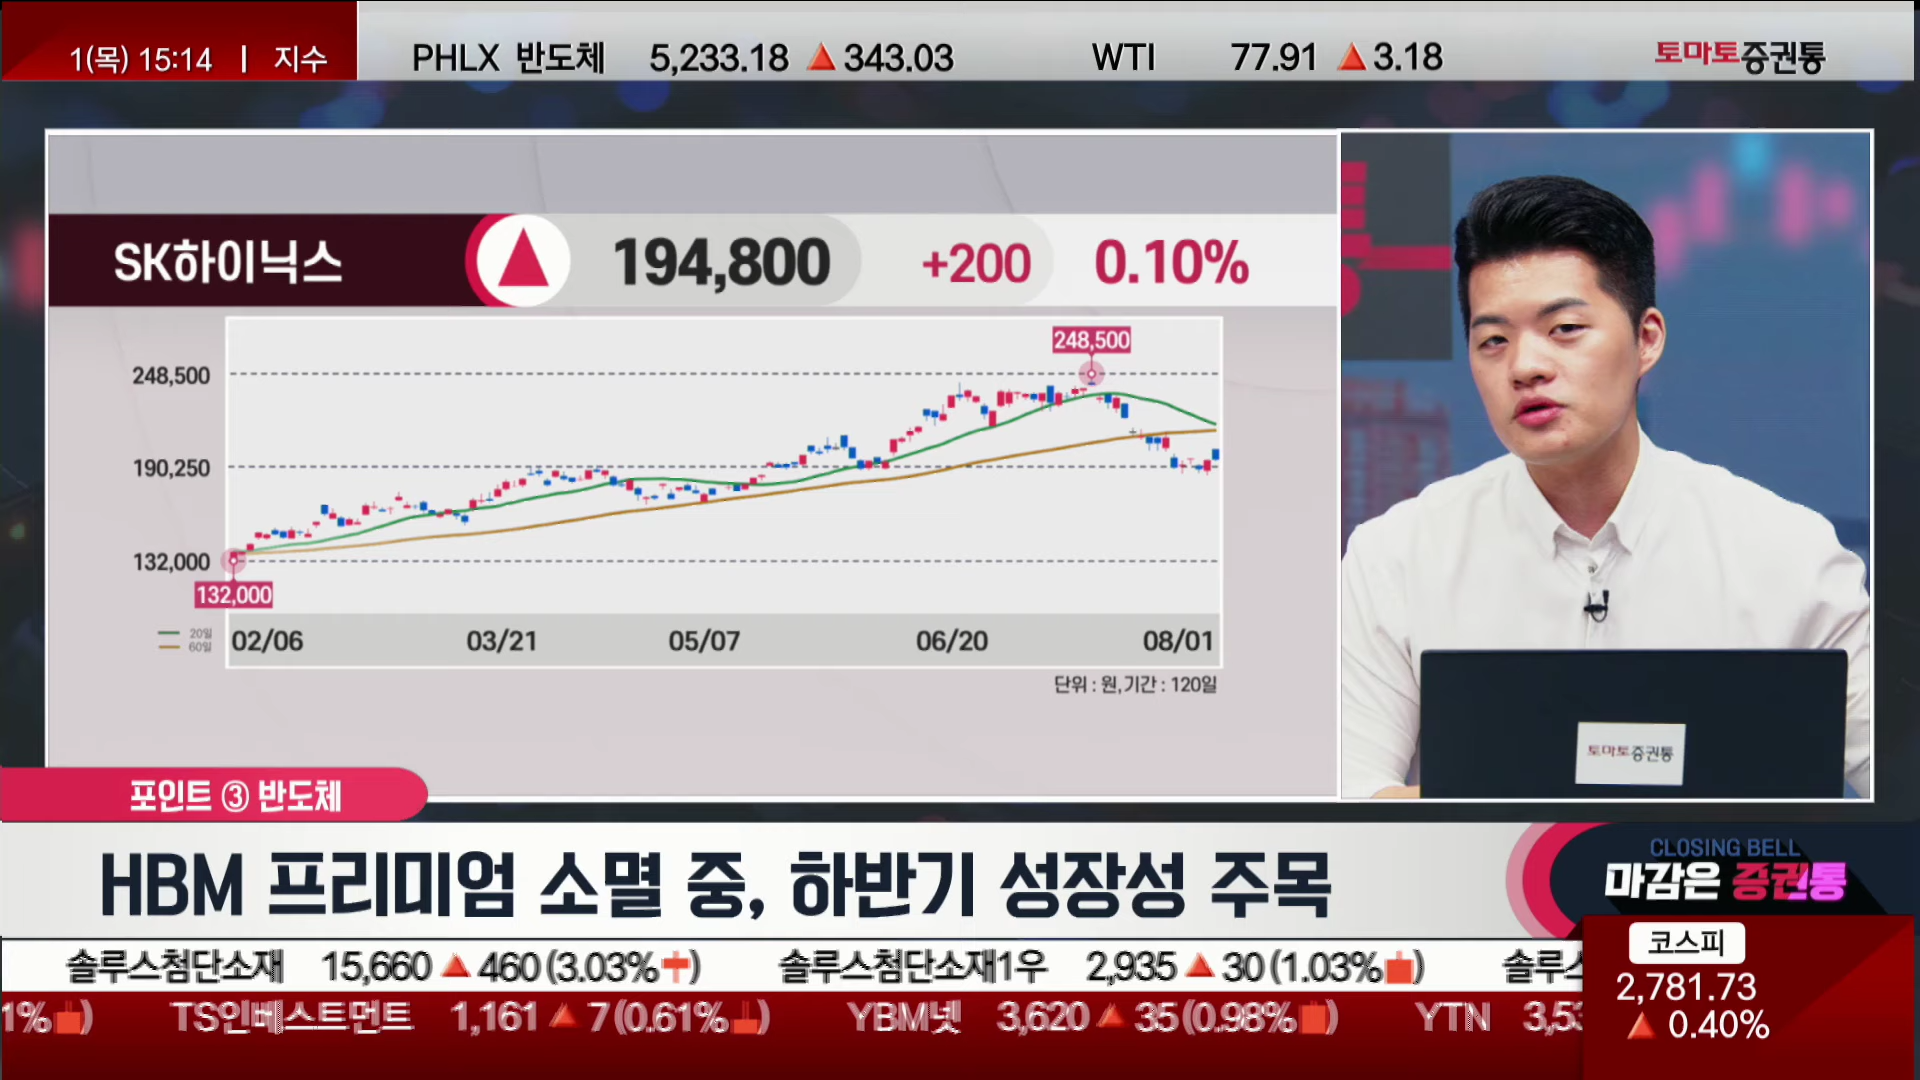 1(목) 15:14 | 지수
PHLX 반도체 5,233.18 ▲ 343.03 WTI 77.91 ▲ 3.18
토마토증권통
SK하이닉스 ▲ 194,800 +200 0.10%
248,500
248,500
190,250
132,000
132,000
20일
60일
02/06 03/21 05/07 06/20 08/01
단위 : 원, 기간 : 120일
토마토증권통
포인트 ③ 반도체
HBM 프리미엄 소멸 중, 하반기 성장성 주목
CLOSING BELL
마감은 증권통
솔루스첨단소재 15,660 ▲ 460 (3.03%) 솔루스첨단소재1우 2,935 ▲ 30 (1.03%) 솔루스
1% TS인베스트먼트 1,161 ▲ 7 (0.61%) YBM넷 3,620 ▲ 35 (0.98%) YTN 3,53
코스피
2,781.73
▲ 0.40%